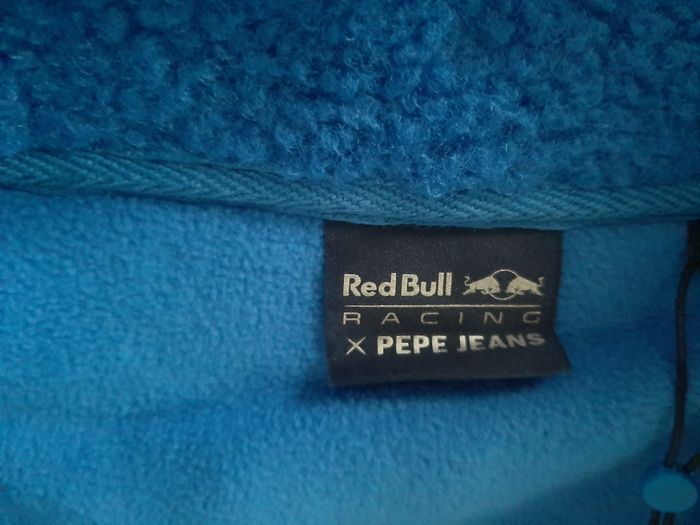 Red Bull
RACING
X PEPE JEANS